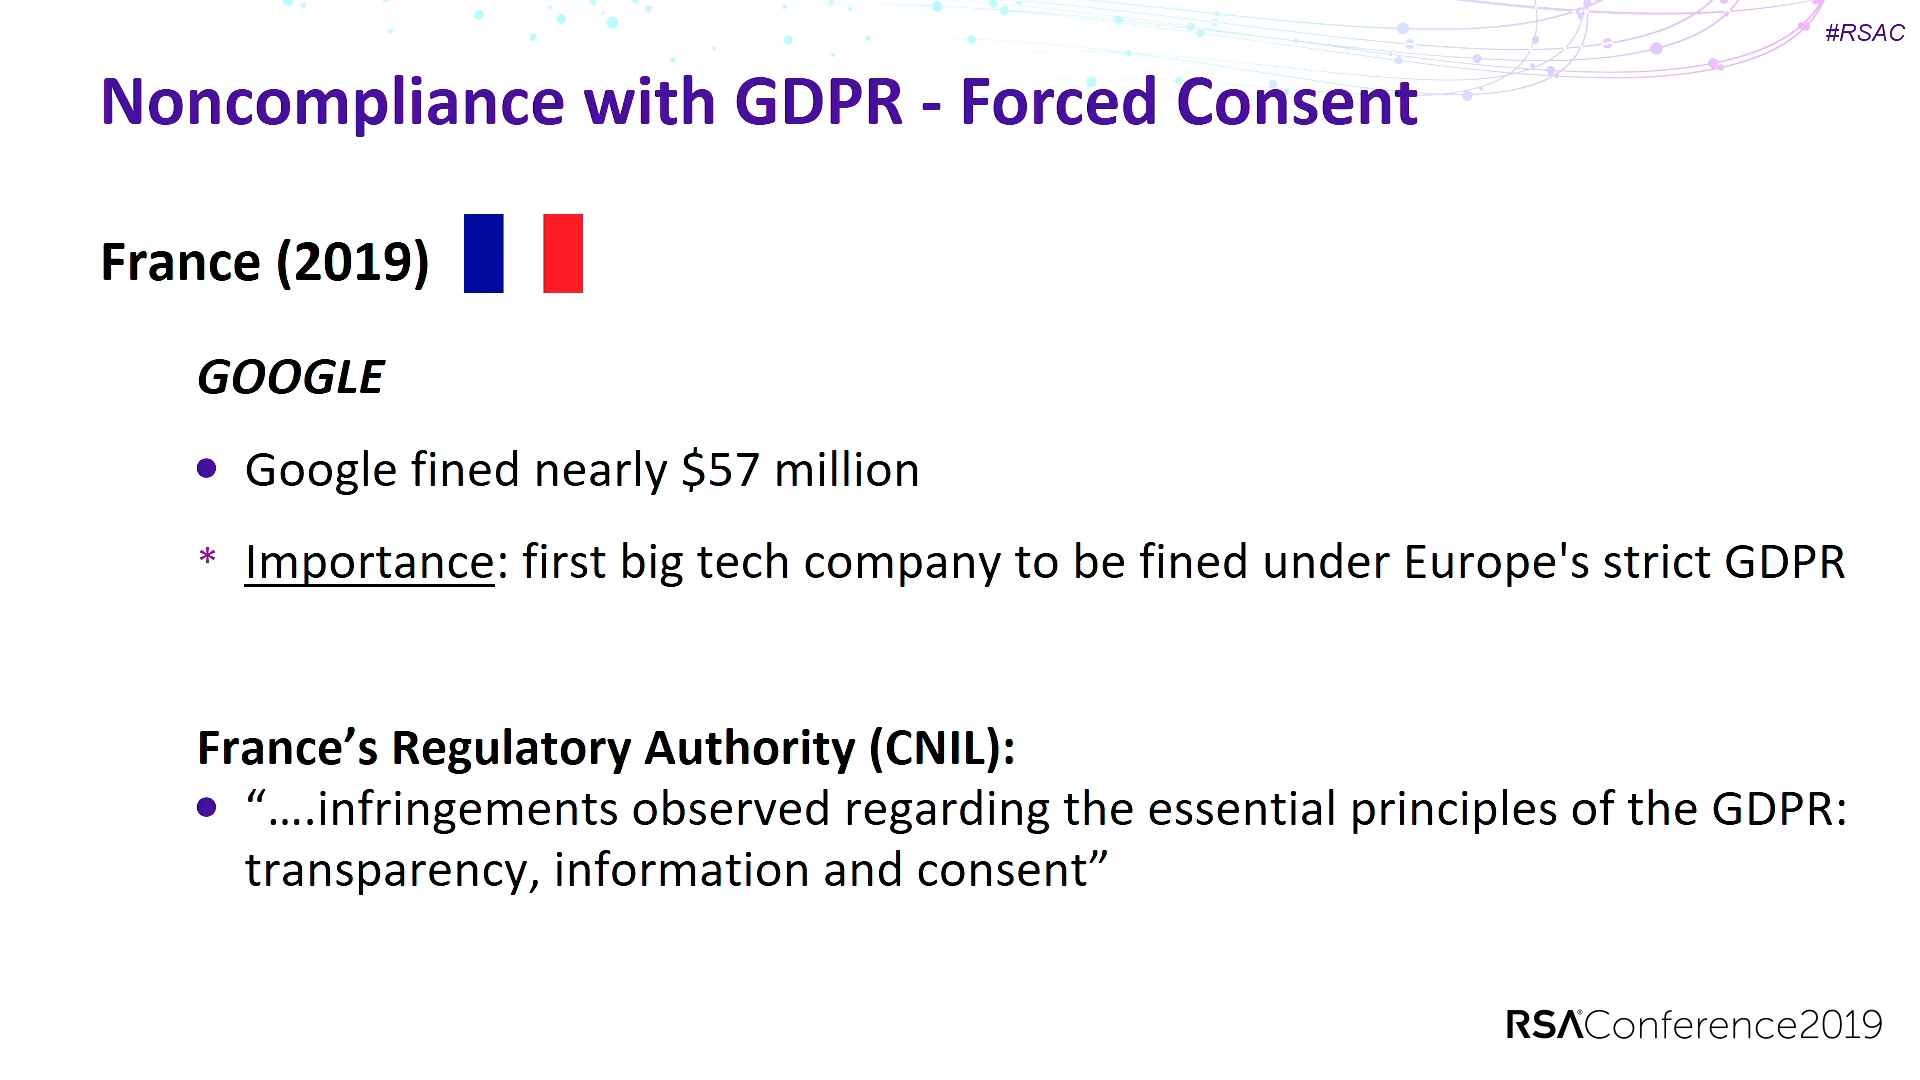 #RSAC
Noncompliance with GDPR - Forced Consent
France (2019)
GOOGLE
• Google fined nearly $57 million
* Importance: first big tech company to be fined under Europe's strict GDPR
France’s Regulatory Authority (CNIL):
• “….infringements observed regarding the essential principles of the GDPR:
transparency, information and consent”
RSA®Conference2019